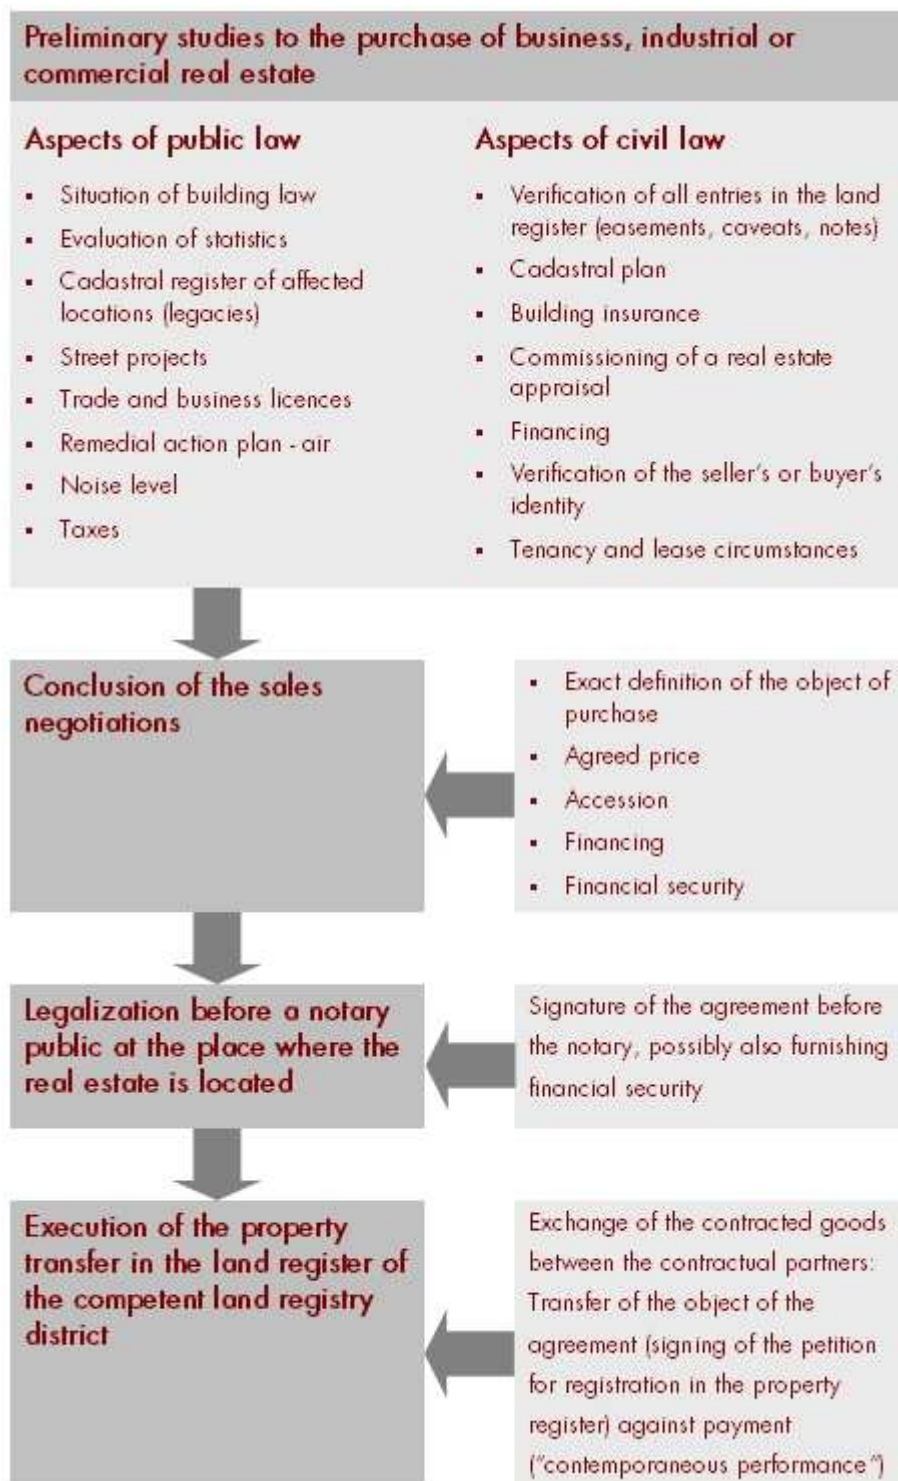 Preliminary studies to the purchase of business, industrial or
commercial real estate
Aspects of public law
▪ Situation of building law
▪ Evaluation of statistics
▪ Cadastral register of affected
locations (legacies)
▪ Street projects
▪ Trade and business licences
▪ Remedial action plan - air
▪ Noise level
▪ Taxes
Aspects of civil law
▪ Verification of all entries in the land
register (easements, caveats, notes)
▪ Cadastral plan
▪ Building insurance
▪ Commissioning of a real estate
appraisal
▪ Financing
▪ Verification of the seller's or buyer's
identity
▪ Tenancy and lease circumstances
Conclusion of the sales
negotiations
▪ Exact definition of the object of
purchase
▪ Agreed price
▪ Accession
▪ Financing
▪ Financial security
Legalization before a notary
public at the place where the
real estate is located
Signature of the agreement before
the notary, possibly also furnishing
financial security
Execution of the property
transfer in the land register of
the competent land registry
district
Exchange of the contracted goods
between the contractual partners:
Transfer of the object of the
agreement (signing of the petition
for registration in the property
register) against payment
("contemporaneous performance")